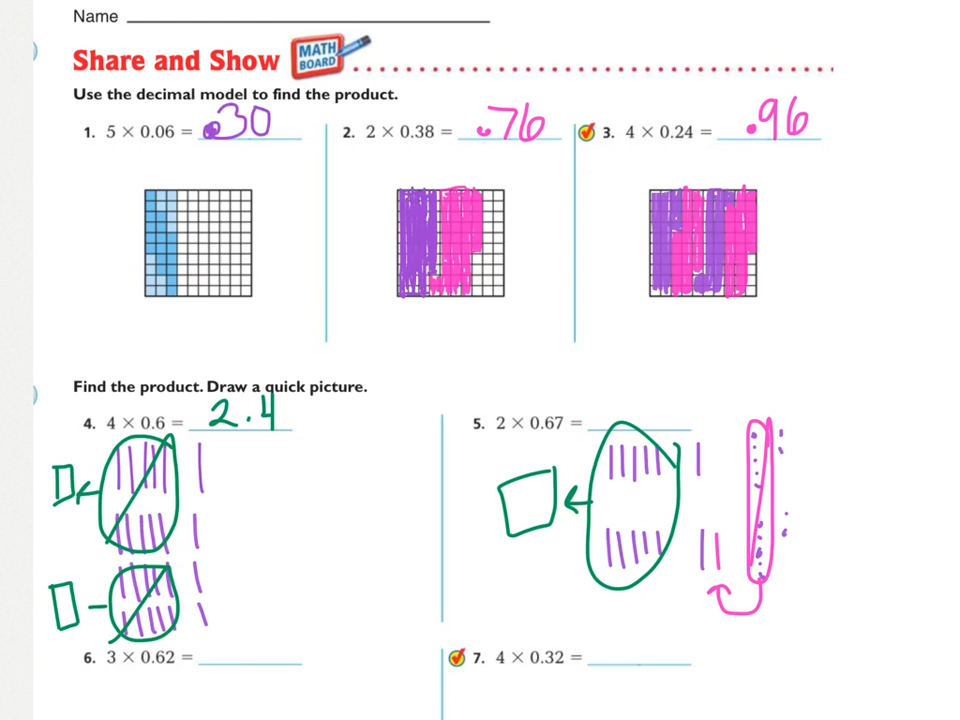 Name
Share and Show MATH BOARD
Use the decimal model to find the product.
1. 5 × 0.06 = .30
2. 2 × 0.38 = .76
3. 4 × 0.24 = .96
Find the product. Draw a quick picture.
4. 4 × 0.6 = 2.4
5. 2 × 0.67 =
6. 3 × 0.62 =
7. 4 × 0.32 =